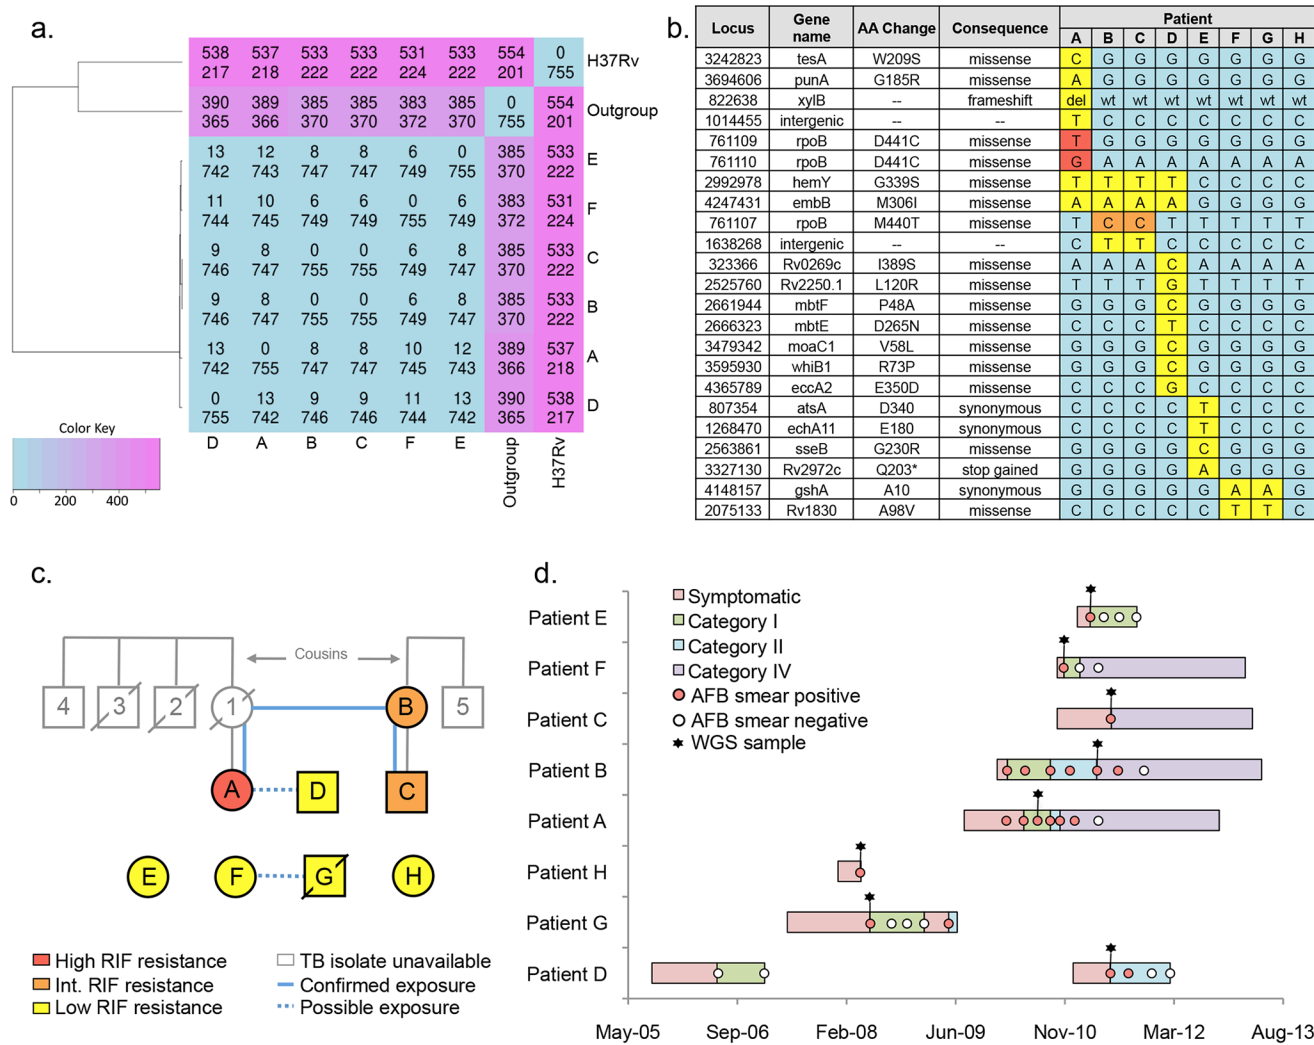 a.
538 537 533 533 531 533 554 0 H37Rv
217 218 222 222 224 222 201 755
390 389 385 385 383 385 0 554 Outgroup
365 366 370 370 372 370 755 201
13 12 8 8 6 0 385 533 E
742 743 747 747 749 755 370 222
11 10 6 6 0 6 383 531 F
744 745 749 749 755 749 372 224
9 8 0 0 6 8 385 533 C
746 747 755 755 749 747 370 222
9 8 0 0 6 8 385 533 B
746 747 755 755 749 747 370 222
13 0 8 8 10 12 389 537 A
742 755 747 747 745 743 366 218
0 13 9 9 11 13 390 538 D
755 742 746 746 744 742 365 217
D A B C F E Outgroup H37Rv
Color Key
0 200 400
b.
Locus Gene name AA Change Consequence Patient
A B C D E F G H
3242823 tesA W209S missense C G G G G G G G
3694606 punA G185R missense A G G G G G G G
822638 xylB -- frameshift del wt wt wt wt wt wt wt
1014455 intergenic -- -- T C C C C C C C
761109 rpoB D441C missense T G G G G G G G
761110 rpoB D441C missense G A A A A A A A
2992978 hemY G339S missense T T T T C C C C
4247431 embB M306I missense A A A A G G G G
761107 rpoB M440T missense T C C T T T T T
1638268 intergenic -- -- C T T C C C C C
323366 Rv0269c I389S missense A A A C A A A A
2525760 Rv2250.1 L120R missense T T T G T T T T
2661944 mbtF P48A missense G G G C G G G G
2666323 mbtE D265N missense C C C T C C C C
3479342 moaC1 V58L missense G G G C G G G G
3595930 whiB1 R73P missense G G G C G G G G
4365789 eccA2 E350D missense C C C G C C C C
807354 atsA D340 synonymous C C C C T C C C
1268470 echA11 E180 synonymous C C C C T C C C
2563861 sseB G230R missense G G G G C G G G
3327130 Rv2972c Q203* stop gained G G G G A G G G
4148157 gshA A10 synonymous G G G G G A A G
2075133 Rv1830 A98V missense C C C C C T T C
c.
Cousins
4 3 2 1 B 5
A D C
E F G H
High RIF resistance
Int. RIF resistance
Low RIF resistance
TB isolate unavailable
Confirmed exposure
Possible exposure
d.
Symptomatic
Category I
Category II
Category IV
AFB smear positive
AFB smear negative
WGS sample
Patient E
Patient F
Patient C
Patient B
Patient A
Patient H
Patient G
Patient D
May-05 Sep-06 Feb-08 Jun-09 Nov-10 Mar-12 Aug-13